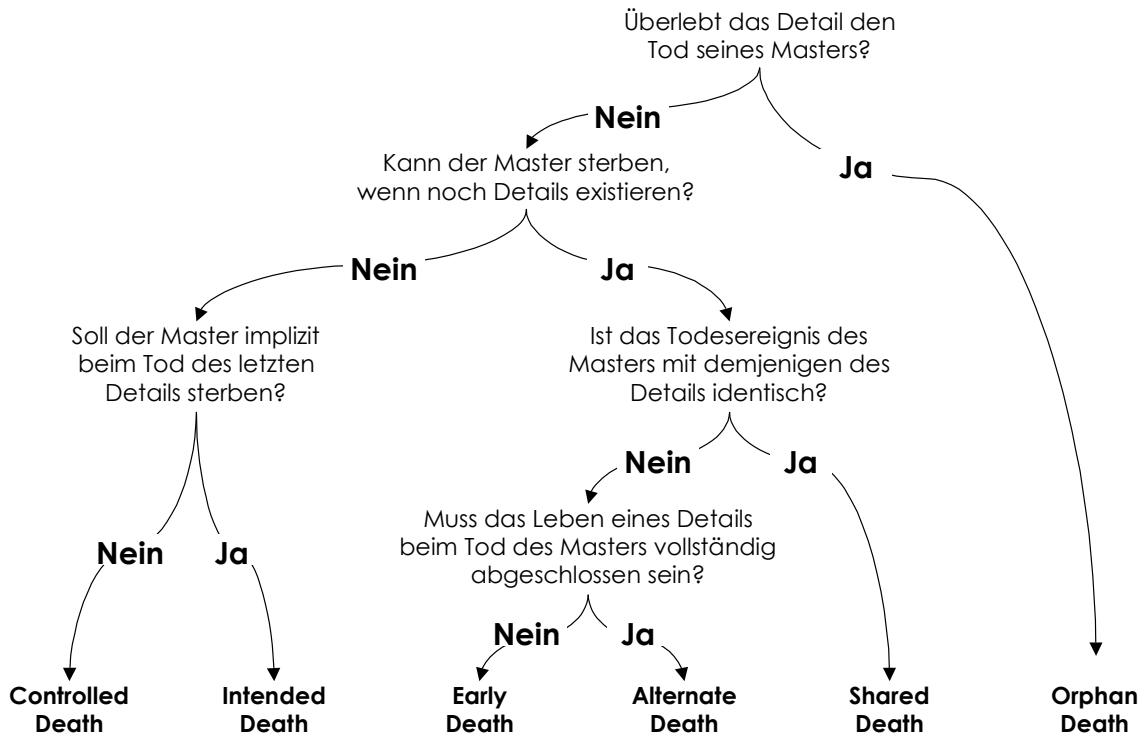 Überlebt das Detail den
Tod seines Masters?
Nein
Ja
Kann der Master sterben,
wenn noch Details existieren?
Nein
Ja
Soll der Master implizit
beim Tod des letzten
Details sterben?
Ist das Todesereignis des
Masters mit demjenigen des
Details identisch?
Nein
Ja
Muss das Leben eines Details
beim Tod des Masters vollständig
abgeschlossen sein?
Nein
Ja
Nein
Ja
Controlled
Death
Intended
Death
Early
Death
Alternate
Death
Shared
Death
Orphan
Death